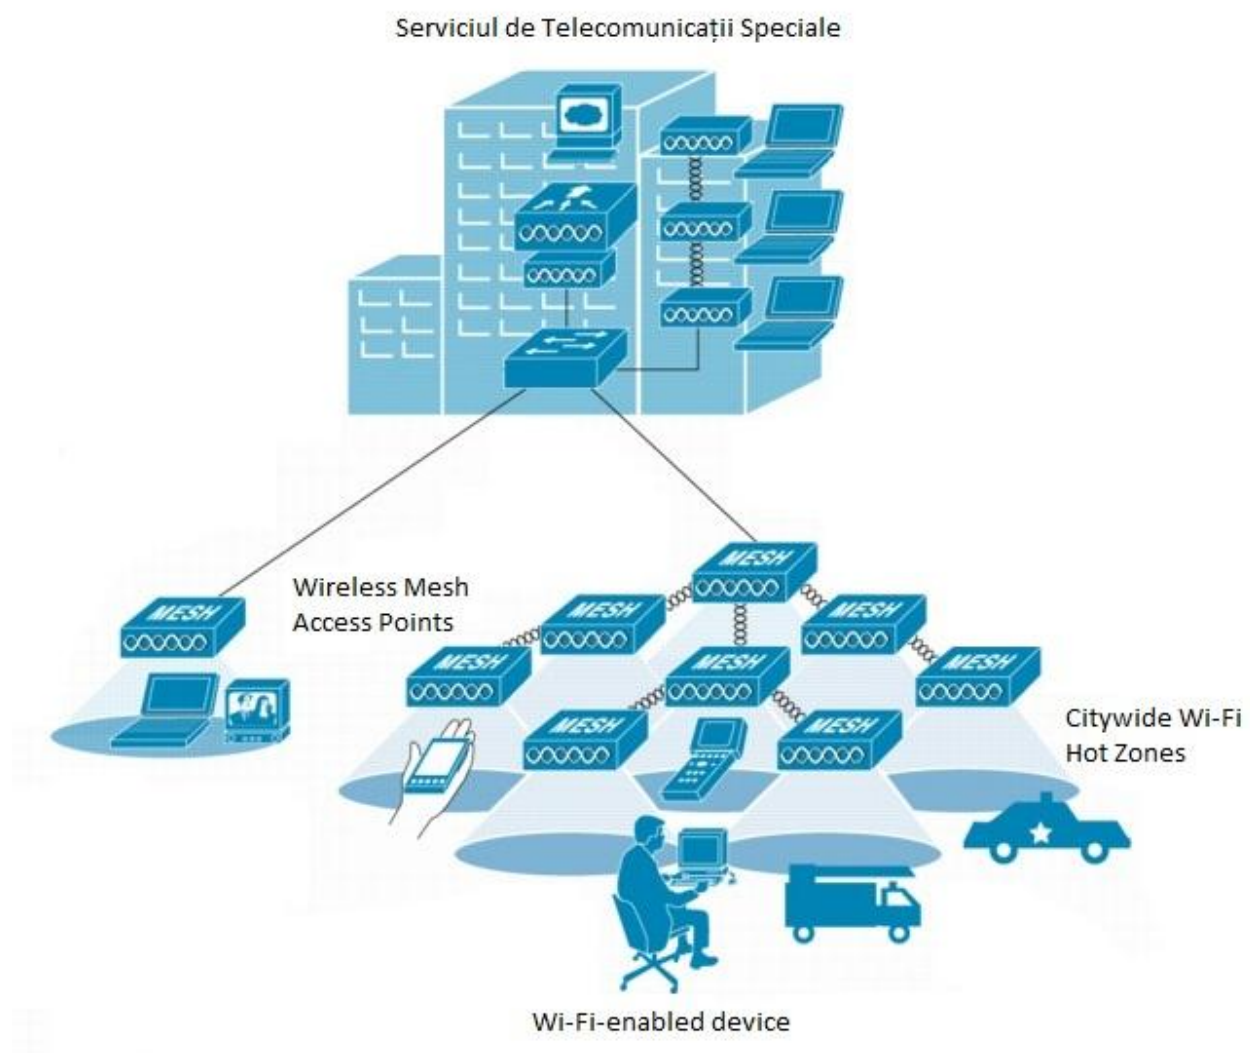 Serviciul de Telecomunicații Speciale
MESH
Wireless Mesh
Access Points
MESH
MESH
MESH
MESH
MESH
MESH
MESH
MESH
Citywide Wi-Fi
Hot Zones
Wi-Fi-enabled device